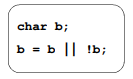 char b;
b = b || !b;